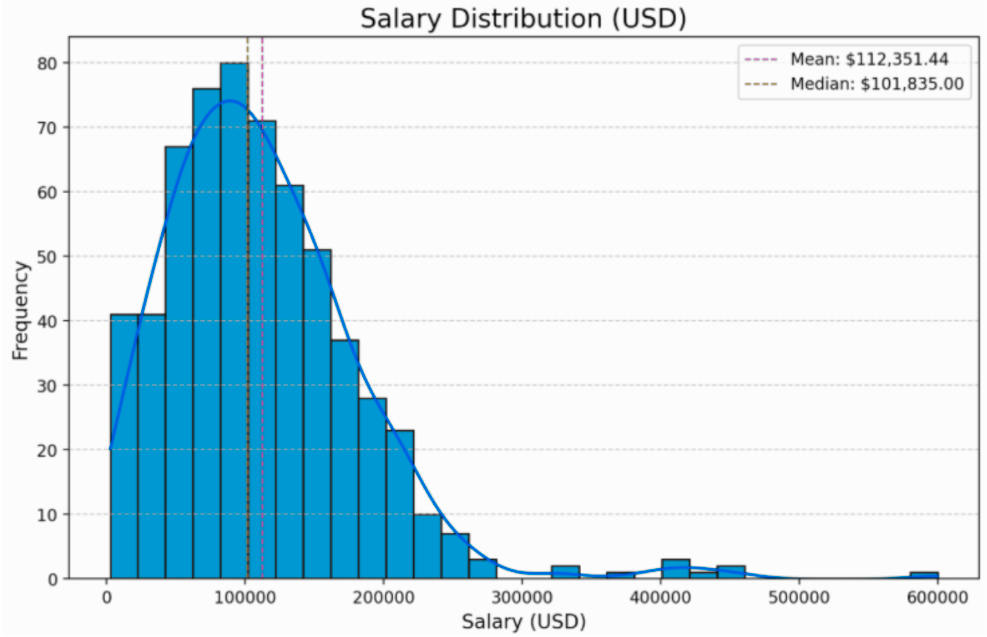 Salary Distribution (USD)
Mean: $112,351.44
Median: $101,835.00
Frequency
80
70
60
50
40
30
20
10
0
0 100000 200000 300000 400000 500000 600000
Salary (USD)